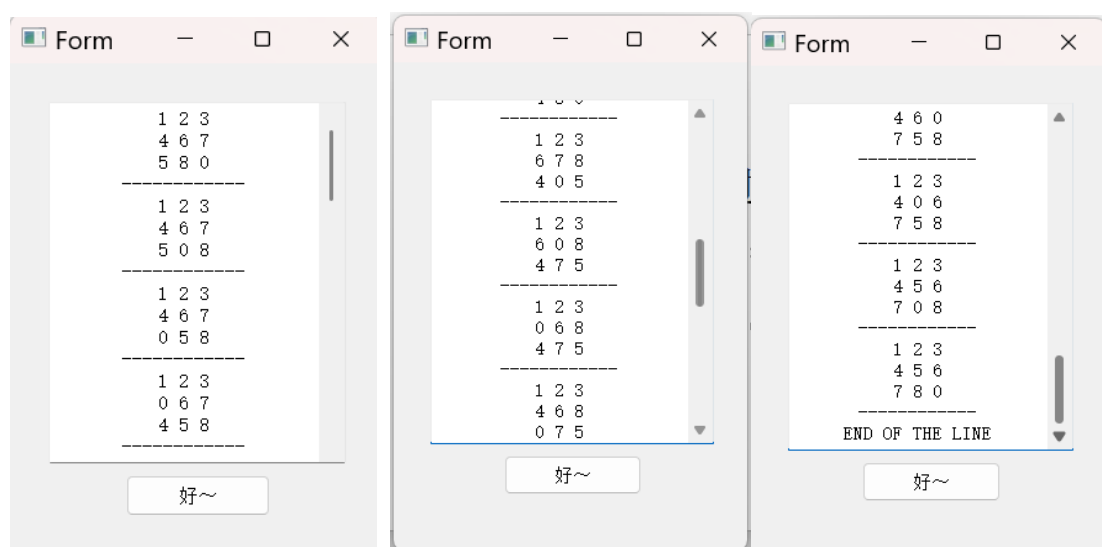 Form
1 2 3
4 6 7
5 8 0
------------
1 2 3
4 6 7
5 0 8
------------
1 2 3
4 6 7
0 5 8
------------
1 2 3
0 6 7
4 5 8
------------
好～
Form
------------
1 2 3
6 7 8
4 0 5
------------
1 2 3
6 0 8
4 7 5
------------
1 2 3
0 6 8
4 7 5
------------
1 2 3
4 6 8
0 7 5
好～
Form
4 6 0
7 5 8
------------
1 2 3
4 0 6
7 5 8
------------
1 2 3
4 5 6
7 0 8
------------
1 2 3
4 5 6
7 8 0
------------
END OF THE LINE
好～